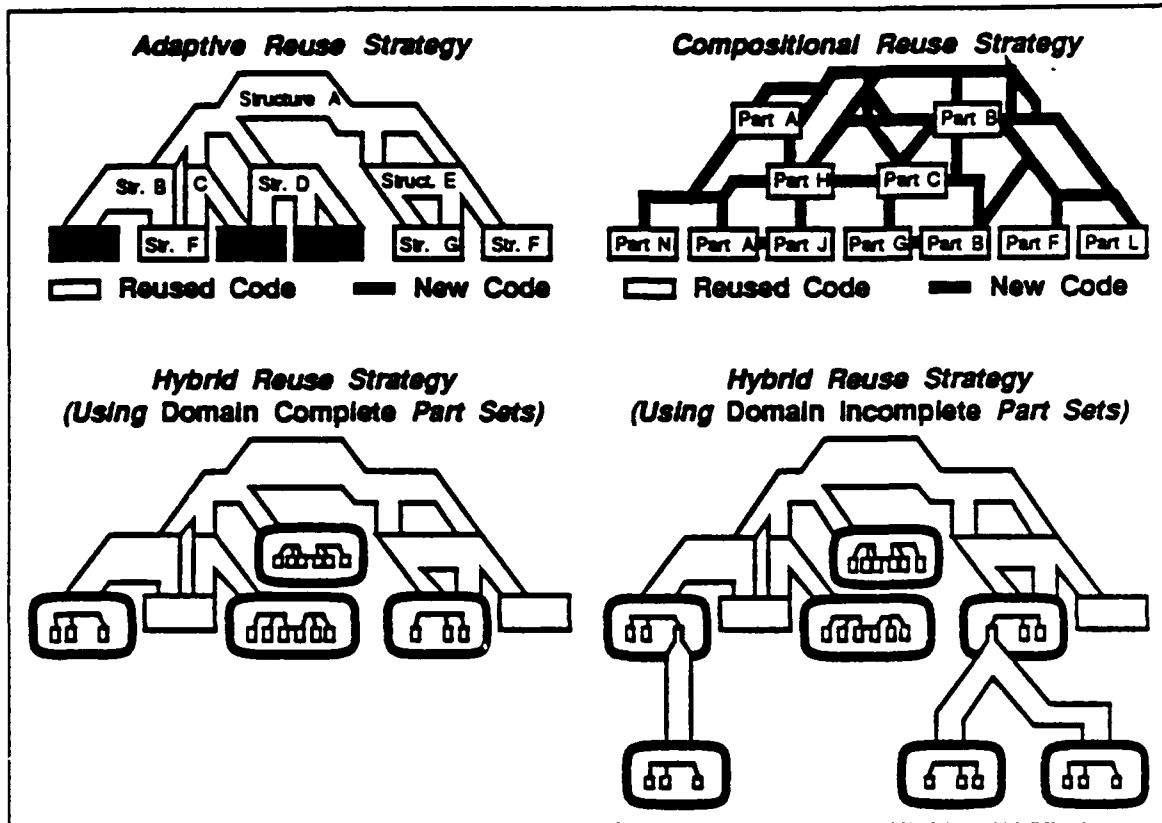 Adaptive Reuse Strategy
Structure A
Str. B
C
Str. D
Struct. E
Str. F
Str. G
Str. F
Reused Code
New Code
Compositional Reuse Strategy
Part A
Part B
Part H
Part C
Part N
Part A
Part J
Part G
Part B
Part F
Part L
Reused Code
New Code
Hybrid Reuse Strategy
(Using Domain Complete Part Sets)
Hybrid Reuse Strategy
(Using Domain Incomplete Part Sets)